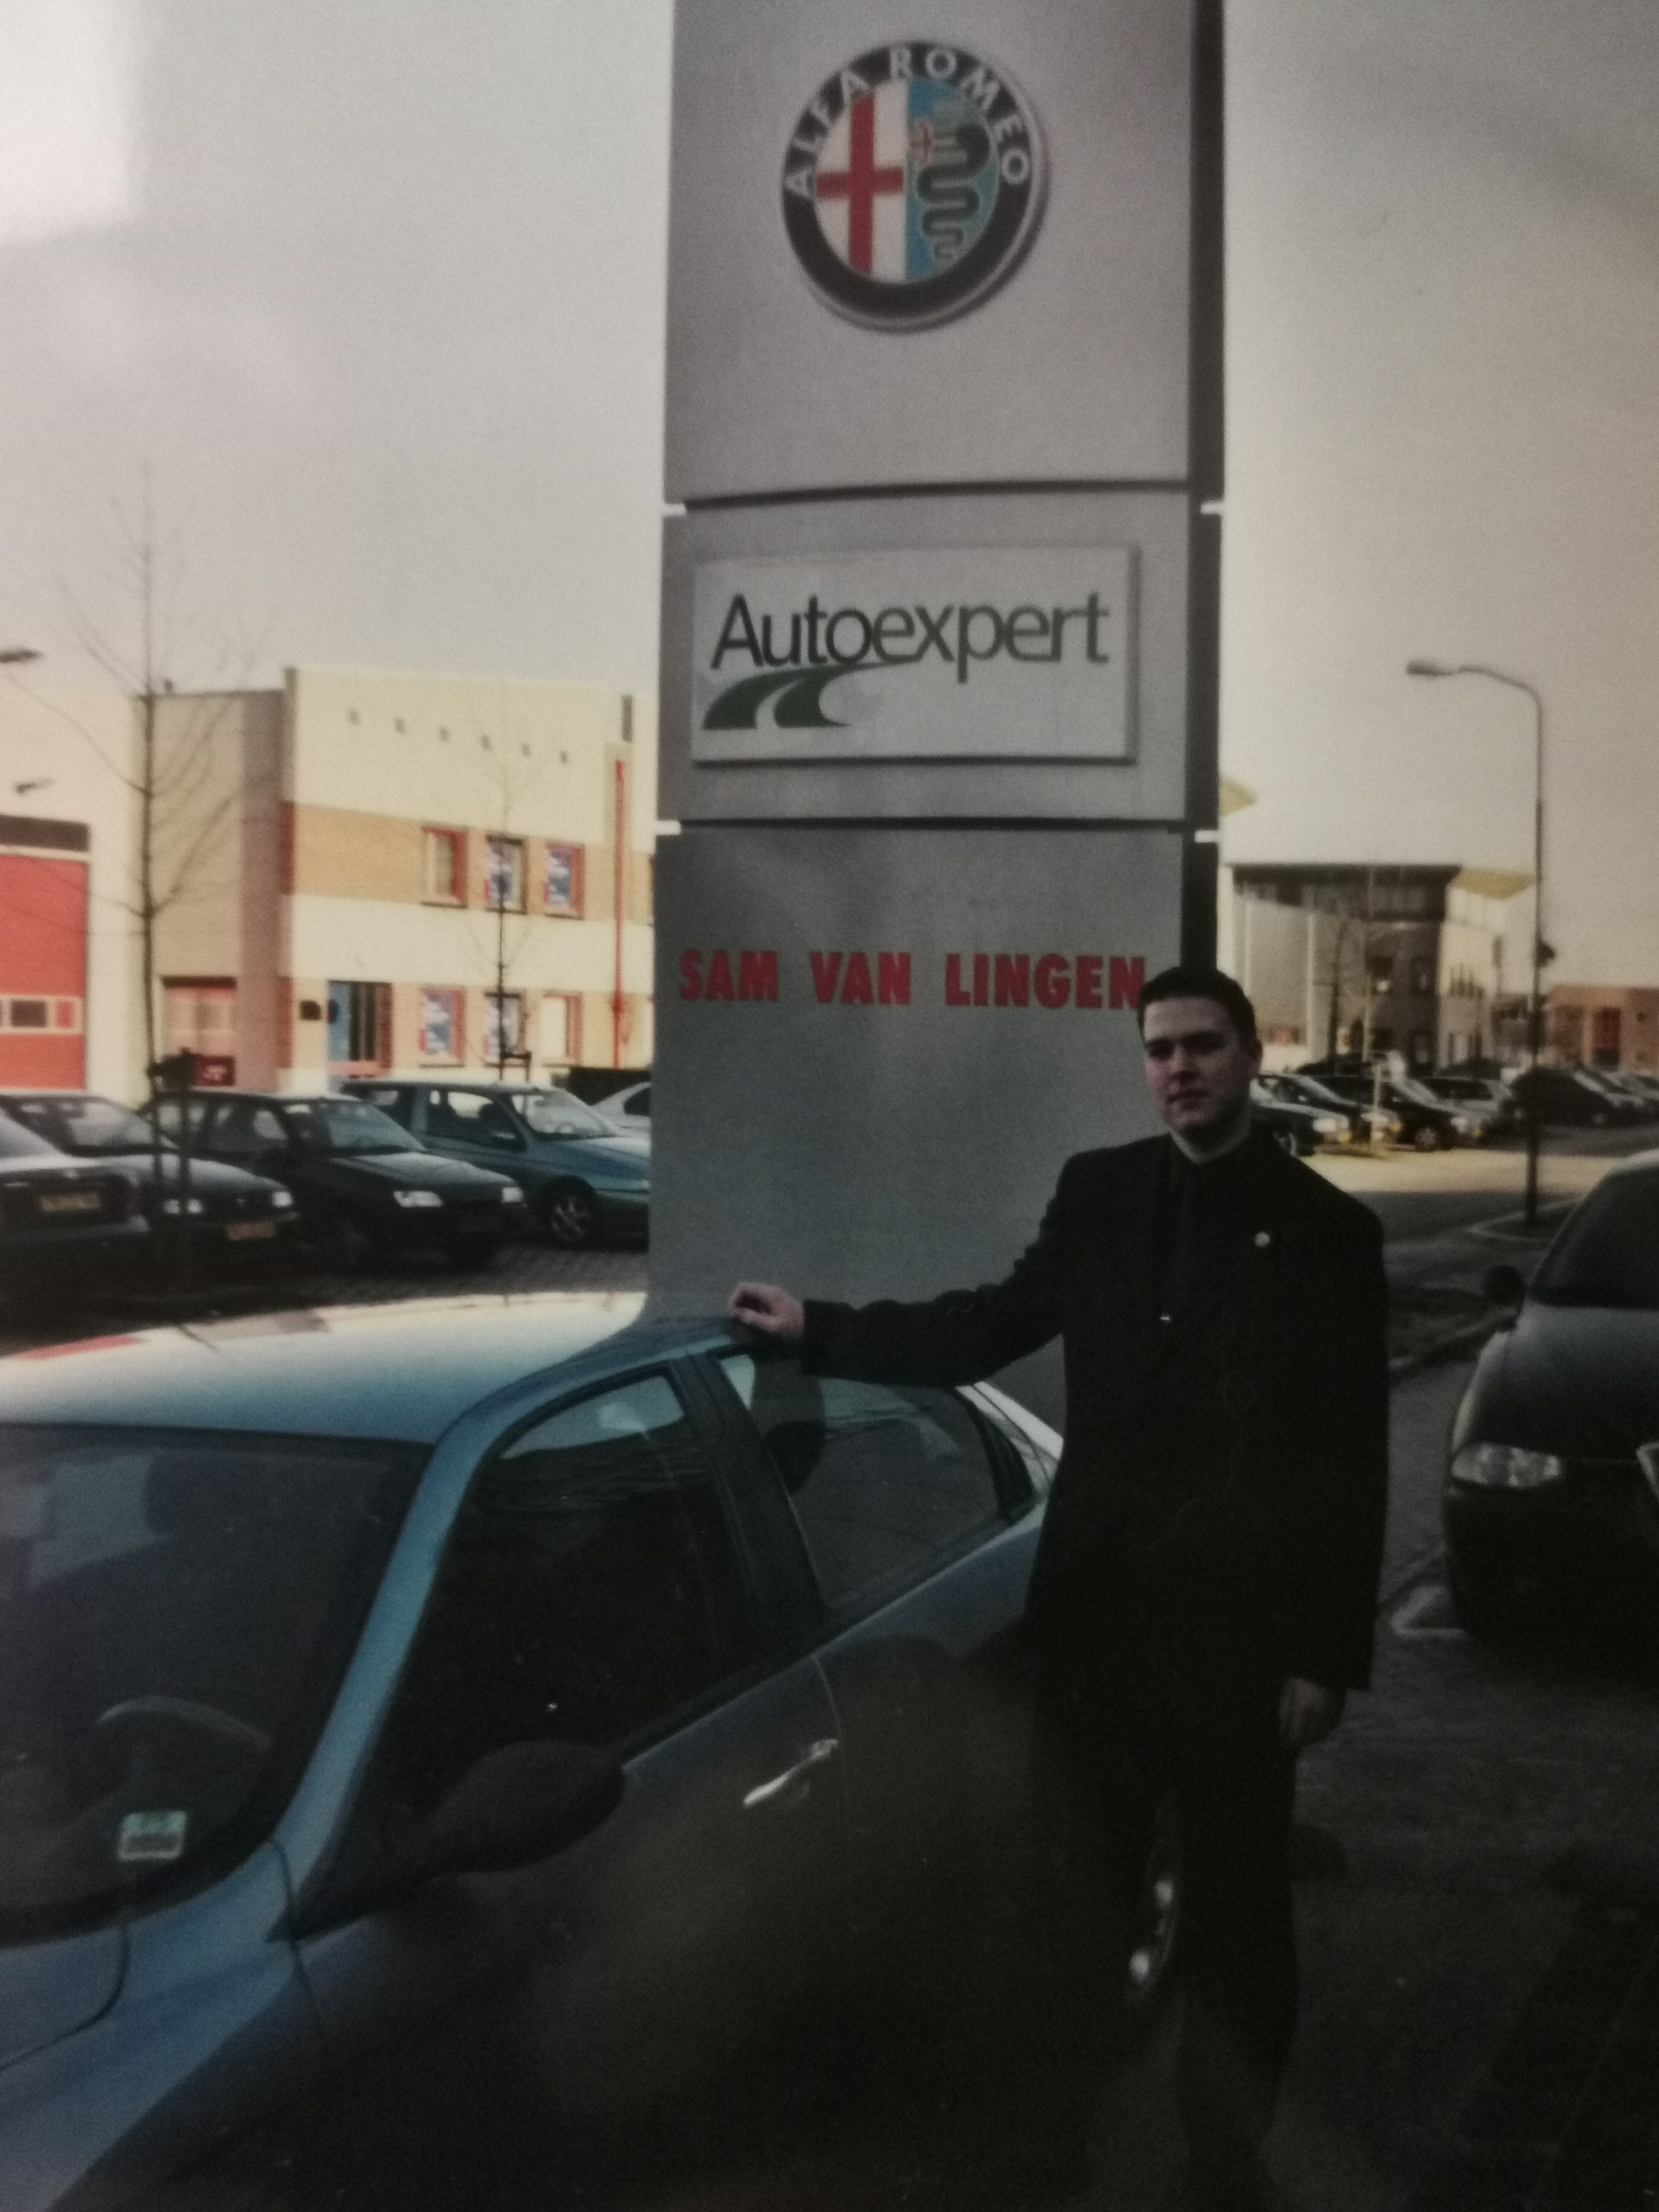 ALFA ROMEO
Autoexpert
SAM VAN LINGEN